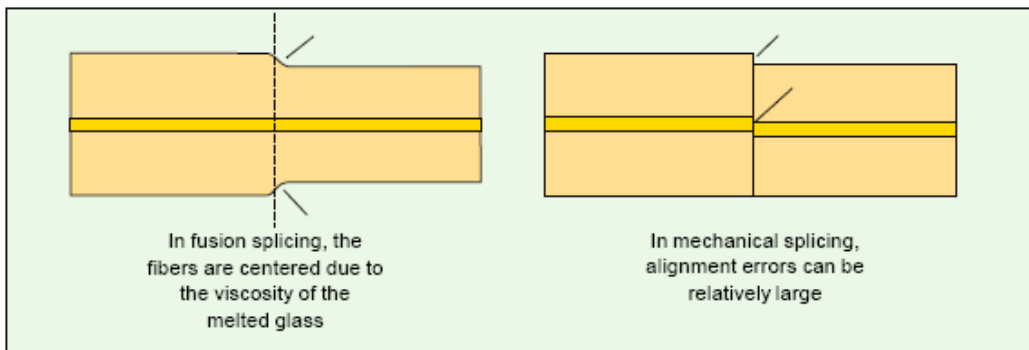 In fusion splicing, the
fibers are centered due to
the viscosity of the
melted glass
In mechanical splicing,
alignment errors can be
relatively large